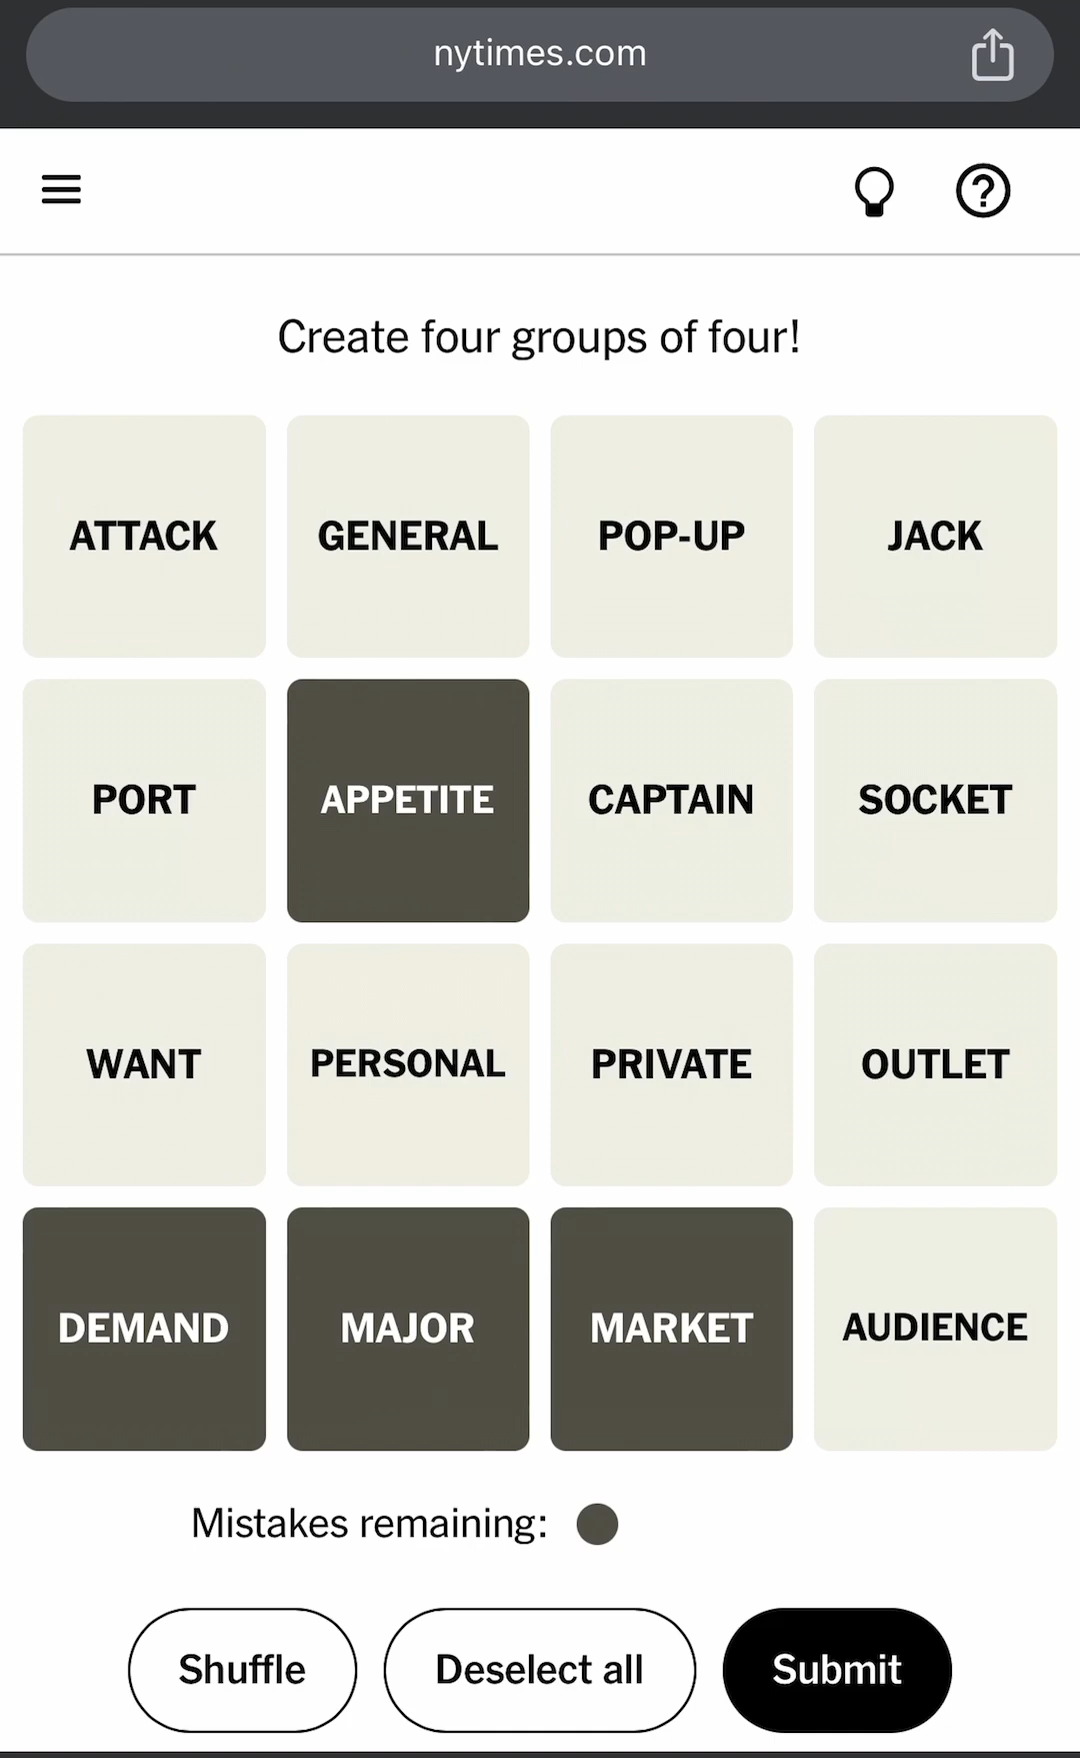 nytimes.com
Create four groups of four!
ATTACK GENERAL POP-UP JACK
PORT APPETITE CAPTAIN SOCKET
WANT PERSONAL PRIVATE OUTLET
DEMAND MAJOR MARKET AUDIENCE
Mistakes remaining:
Shuffle Deselect all Submit